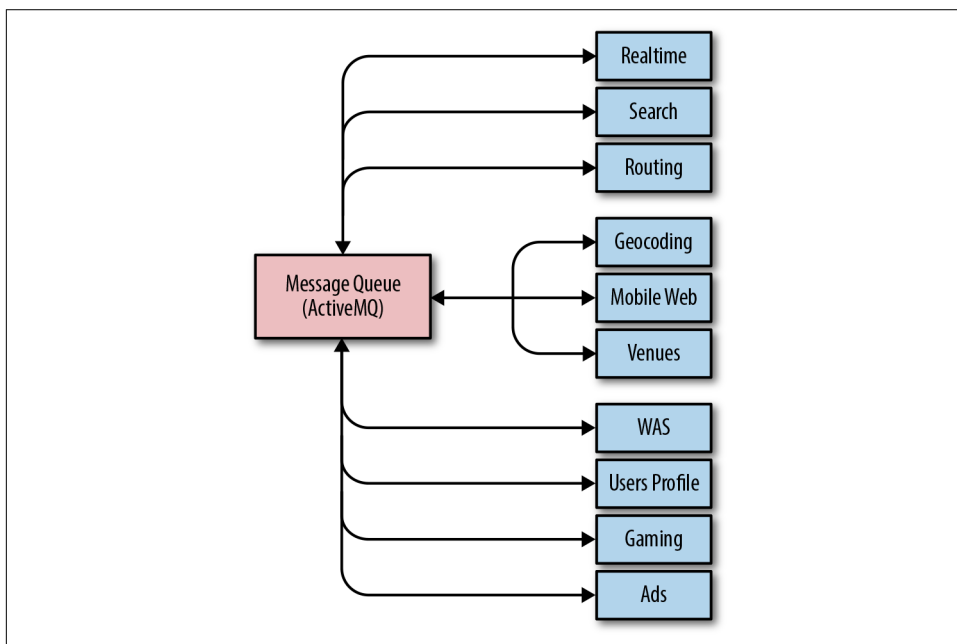 Realtime
Search
Routing
Geocoding
Message Queue
(ActiveMQ)
Mobile Web
Venues
WAS
Users Profile
Gaming
Ads